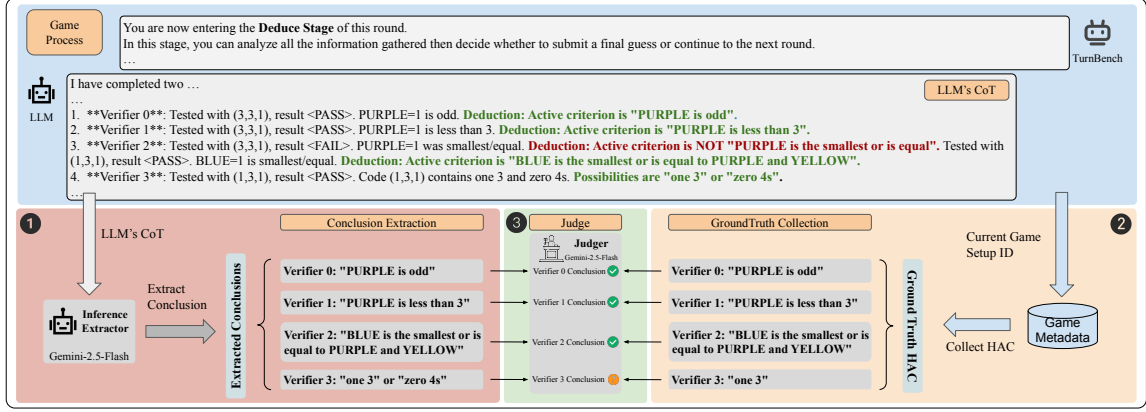 Game
Process
You are now entering the Deduce Stage of this round.
In this stage, you can analyze all the information gathered then decide whether to submit a final guess or continue to the next round.
…
TurnBench
LLM
I have completed two …
…
LLM's CoT
1. **Verifier 0**: Tested with (3,3,1), result <PASS>. PURPLE=1 is odd. Deduction: Active criterion is "PURPLE is odd".
2. **Verifier 1**: Tested with (3,3,1), result <PASS>. PURPLE=1 is less than 3. Deduction: Active criterion is "PURPLE is less than 3".
3. **Verifier 2**: Tested with (3,3,1), result <FAIL>. PURPLE=1 was smallest/equal. Deduction: Active criterion is NOT "PURPLE is the smallest or is equal". Tested with
(1,3,1), result <PASS>. BLUE=1 is smallest/equal. Deduction: Active criterion is "BLUE is the smallest or is equal to PURPLE and YELLOW".
4. **Verifier 3**: Tested with (1,3,1), result <PASS>. Code (1,3,1) contains one 3 and zero 4s. Possibilities are "one 3" or "zero 4s".
…
1
LLM's CoT
Inference
Extractor
Gemini-2.5-Flash
Extract
Conclusion
Extracted Conclusions
Conclusion Extraction
Verifier 0: "PURPLE is odd"
Verifier 1: "PURPLE is less than 3"
Verifier 2: "BLUE is the smallest or is
equal to PURPLE and YELLOW"
Verifier 3: "one 3" or "zero 4s"
3
Judge
Judger
Gemini-2.5-Flash
Verifier 0 Conclusion
Verifier 1 Conclusion
Verifier 2 Conclusion
Verifier 3 Conclusion
GroundTruth Collection
Verifier 0: "PURPLE is odd"
Verifier 1: "PURPLE is less than 3"
Verifier 2: "BLUE is the smallest or is
equal to PURPLE and YELLOW"
Verifier 3: "one 3"
Ground Truth HAC
2
Current Game
Setup ID
Game
Metadata
Collect HAC